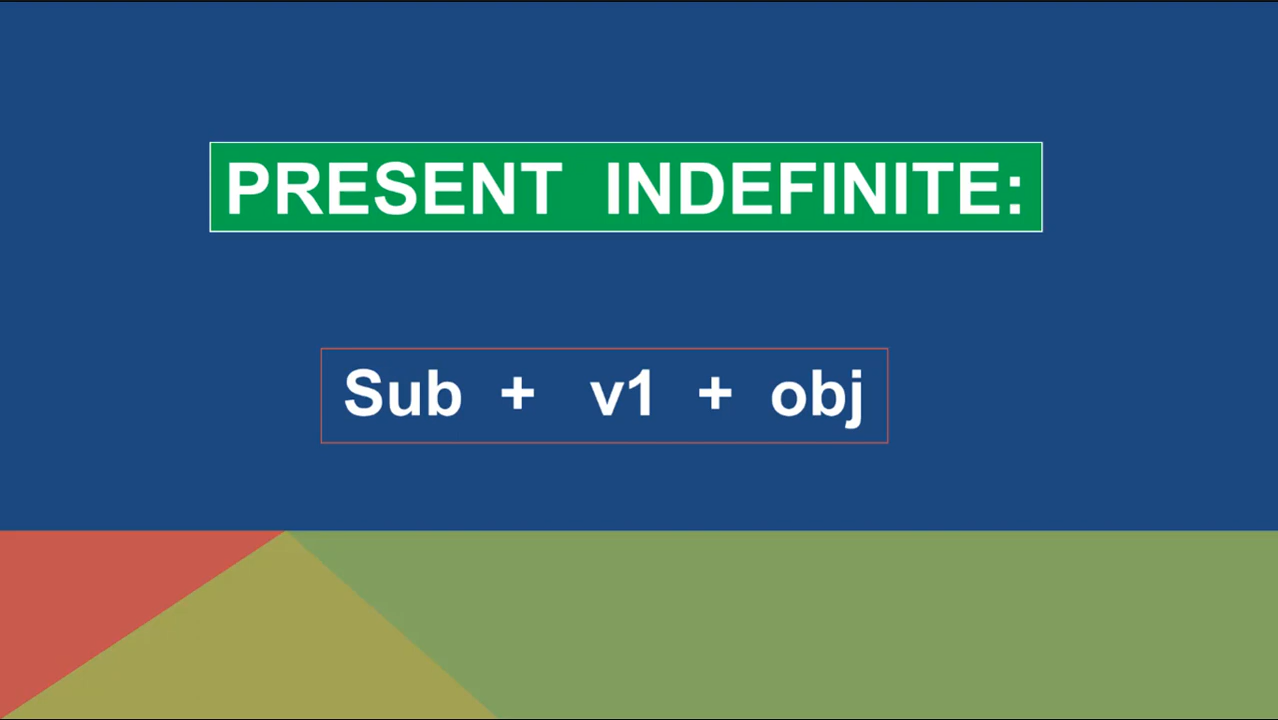 PRESENT INDEFINITE:
Sub + v1 + obj